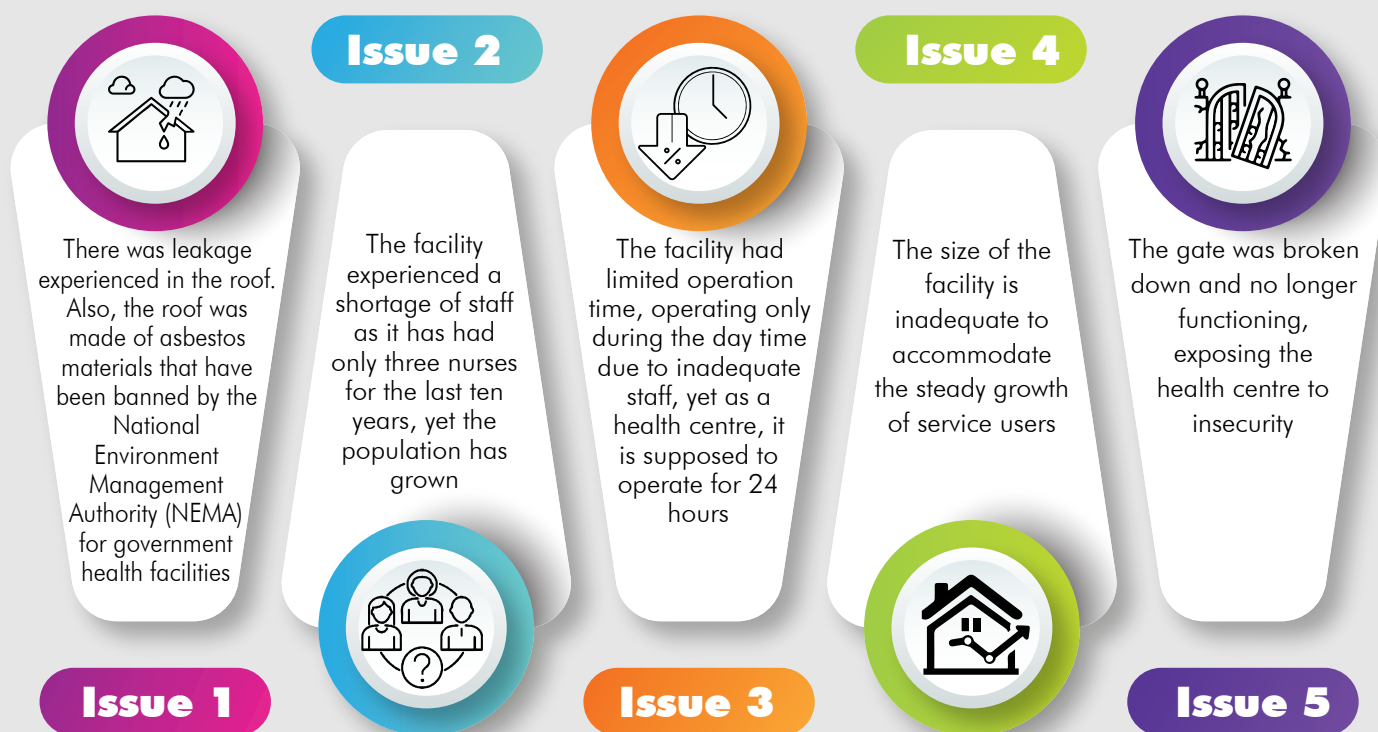 Issue 1
There was leakage
experienced in the roof.
Also, the roof was
made of asbestos
materials that have
been banned by the
National
Environment
Management
Authority (NEMA)
for government
health facilities
Issue 2
The facility
experienced a
shortage of staff
as it has had
only three nurses
for the last ten
years, yet the
population has
grown
?
Issue 3
%
The facility had
limited operation
time, operating only
during the day time
due to inadequate
staff, yet as a
health centre, it
is supposed to
operate for 24
hours
Issue 4
The size of the
facility is
inadequate to
accommodate
the steady growth
of service users
Issue 5
The gate was broken
down and no longer
functioning,
exposing the
health centre to
insecurity